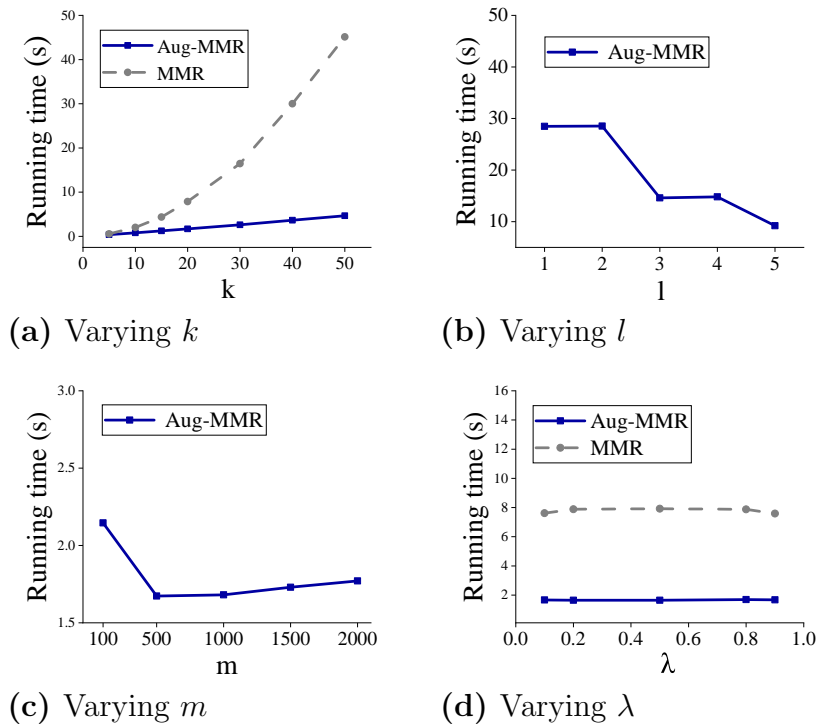 Running time (s)
50
40
30
20
10
0
Aug-MMR
MMR
0 10 20 30 40 50
k
(a) Varying k
Running time (s)
50
40
30
20
10
Aug-MMR
1 2 3 4 5
l
(b) Varying l
Running time (s)
3.0
2.5
2.0
1.5
Aug-MMR
100 500 1000 1500 2000
m
(c) Varying m
Running time (s)
16
14
12
10
8
6
4
2
Aug-MMR
MMR
0.0 0.2 0.4 0.6 0.8 1.0
λ
(d) Varying λ